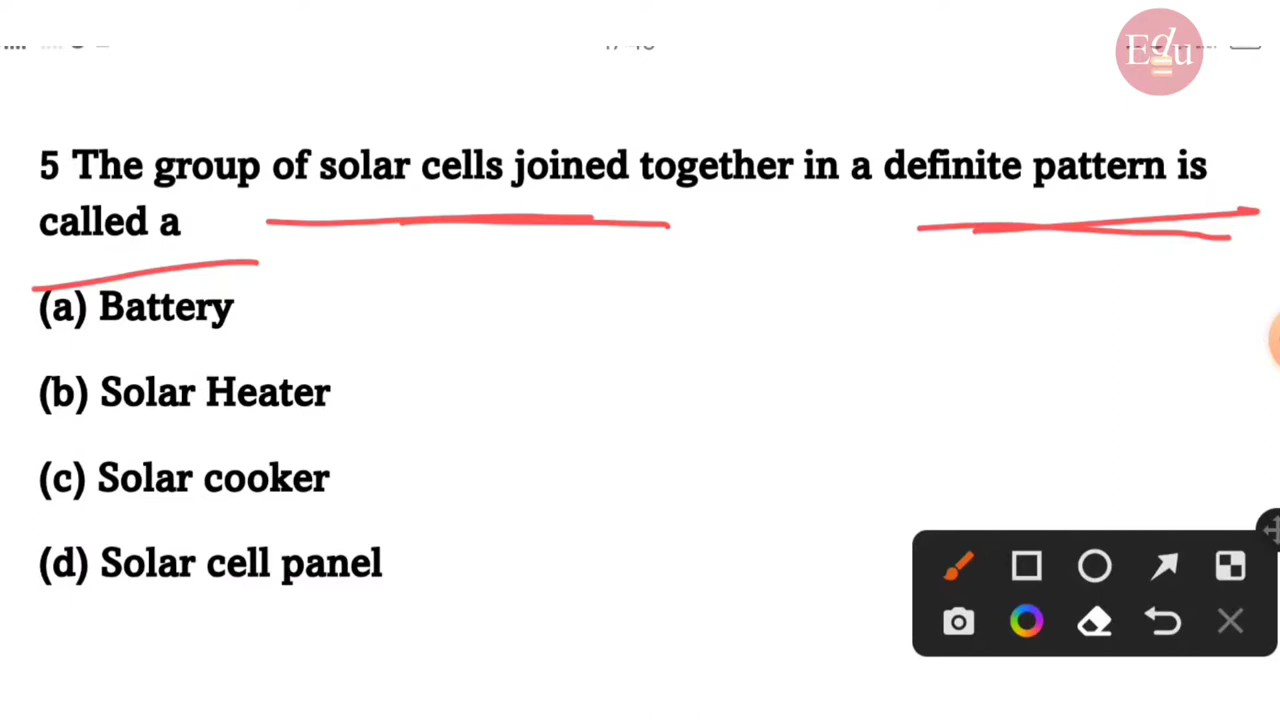 Edu
5 The group of solar cells joined together in a definite pattern is
called a
(a) Battery
(b) Solar Heater
(c) Solar cooker
(d) Solar cell panel